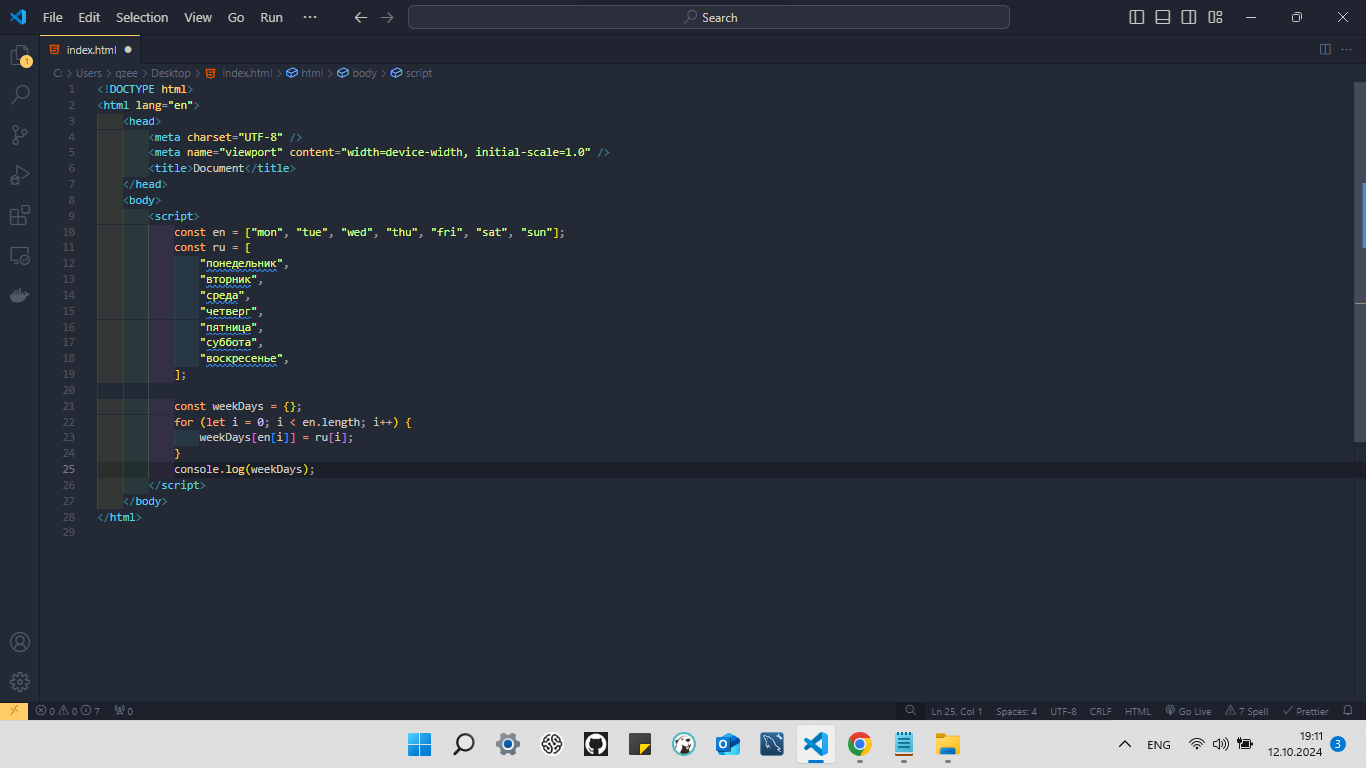 File Edit Selection View Go Run ···
Search
index.html
C: > Users > qzee > Desktop > index.html > html > body > script
1 <!DOCTYPE html>
2 <html lang="en">
3 <head>
4 <meta charset="UTF-8" />
5 <meta name="viewport" content="width=device-width, initial-scale=1.0" />
6 <title>Document</title>
7 </head>
8 <body>
9 <script>
10 const en = ["mon", "tue", "wed", "thu", "fri", "sat", "sun"];
11 const ru = [
12 "понедельник",
13 "вторник",
14 "среда",
15 "четверг",
16 "пятница",
17 "суббота",
18 "воскресенье",
19 ];
20
21 const weekDays = {};
22 for (let i = 0; i < en.length; i++) {
23 weekDays[en[i]] = ru[i];
24 }
25 console.log(weekDays);
26 </script>
27 </body>
28 </html>
29
1
0 0 7 0 Ln 25, Col 1 Spaces: 4 UTF-8 CRLF HTML Go Live 7 Spell Prettier
ENG 19:11
12.10.2024 3